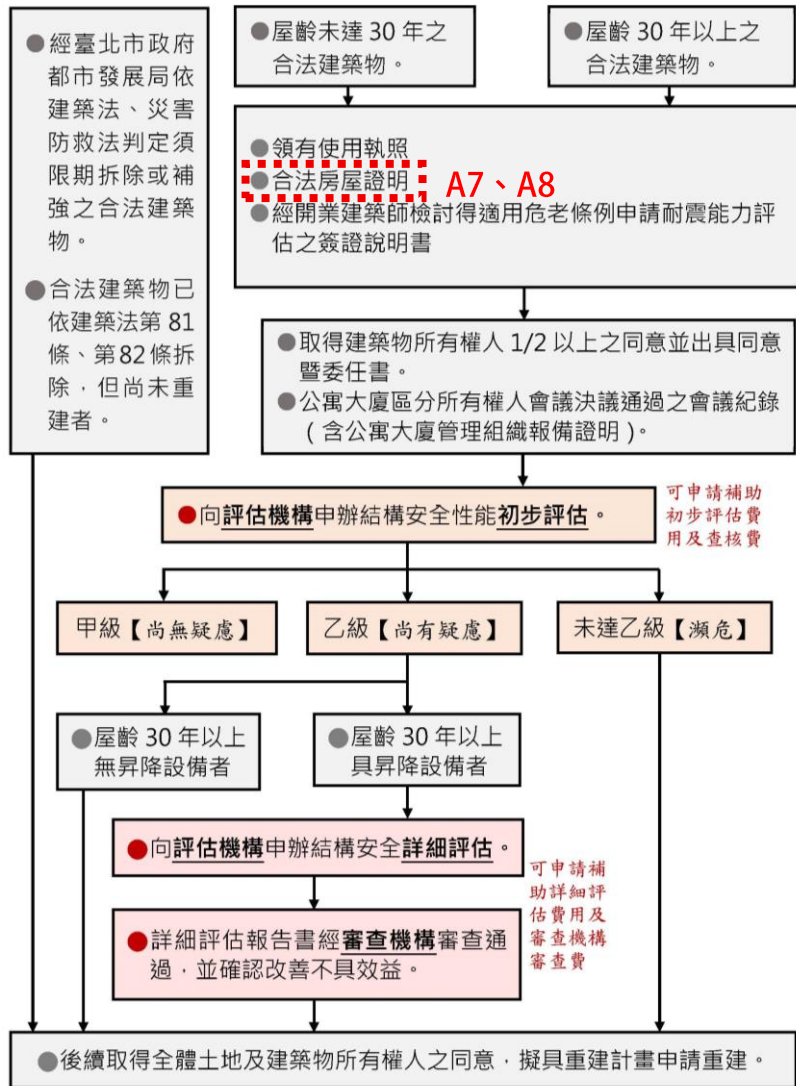 ●經臺北市政府
都市發展局依
建築法、災害
防救法判定須
限期拆除或補
強之合法建築
物。
●合法建築物已
依建築法第 81
條、第 82 條拆
除，但尚未重
建者。
●屋齡未達 30 年之
合法建築物。
●屋齡 30 年以上之
合法建築物。
●領有使用執照
●合法房屋證明
A7、A8
●經開業建築師檢討得適用危老條例申請耐震能力評
估之簽證說明書
●取得建築物所有權人 1/2 以上之同意並出具同意
暨委任書。
●公寓大廈區分所有權人會議決議通過之會議紀錄
(含公寓大廈管理組織報備證明)。
●向評估機構申辦結構安全性能初步評估。
可申請補助
初步評估費
用及查核費
甲級【尚無疑慮】
乙級【尚有疑慮】
未達乙級【瀕危】
●屋齡 30 年以上
無昇降設備者
●屋齡 30 年以上
具昇降設備者
●向評估機構申辦結構安全詳細評估。
●詳細評估報告書經審查機構審查通
過，並確認改善不具效益。
可申請補
助詳細評
估費用及
審查機構
審查費
●後續取得全體土地及建築物所有權人之同意，擬具重建計畫申請重建。